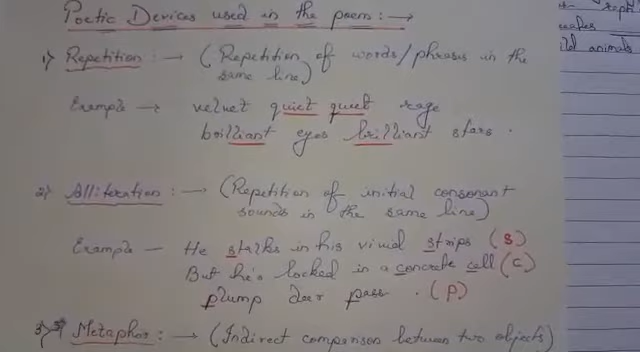 Poetic Devices used in the poem : →
1) Repetition : → (Repetition of words/phrases in the
same line)
Example → velvet quiet quiet rage
brilliant eyes brilliant stars .
2) Alliteration : → (Repetition of initial consonant
sounds in the same line)
Example – He stalks in his vivid strips (S)
But he's locked in a concrete cell (C)
plump deer pass . (P)
3) Metaphor : → (Indirect comparison between two objects)
animals